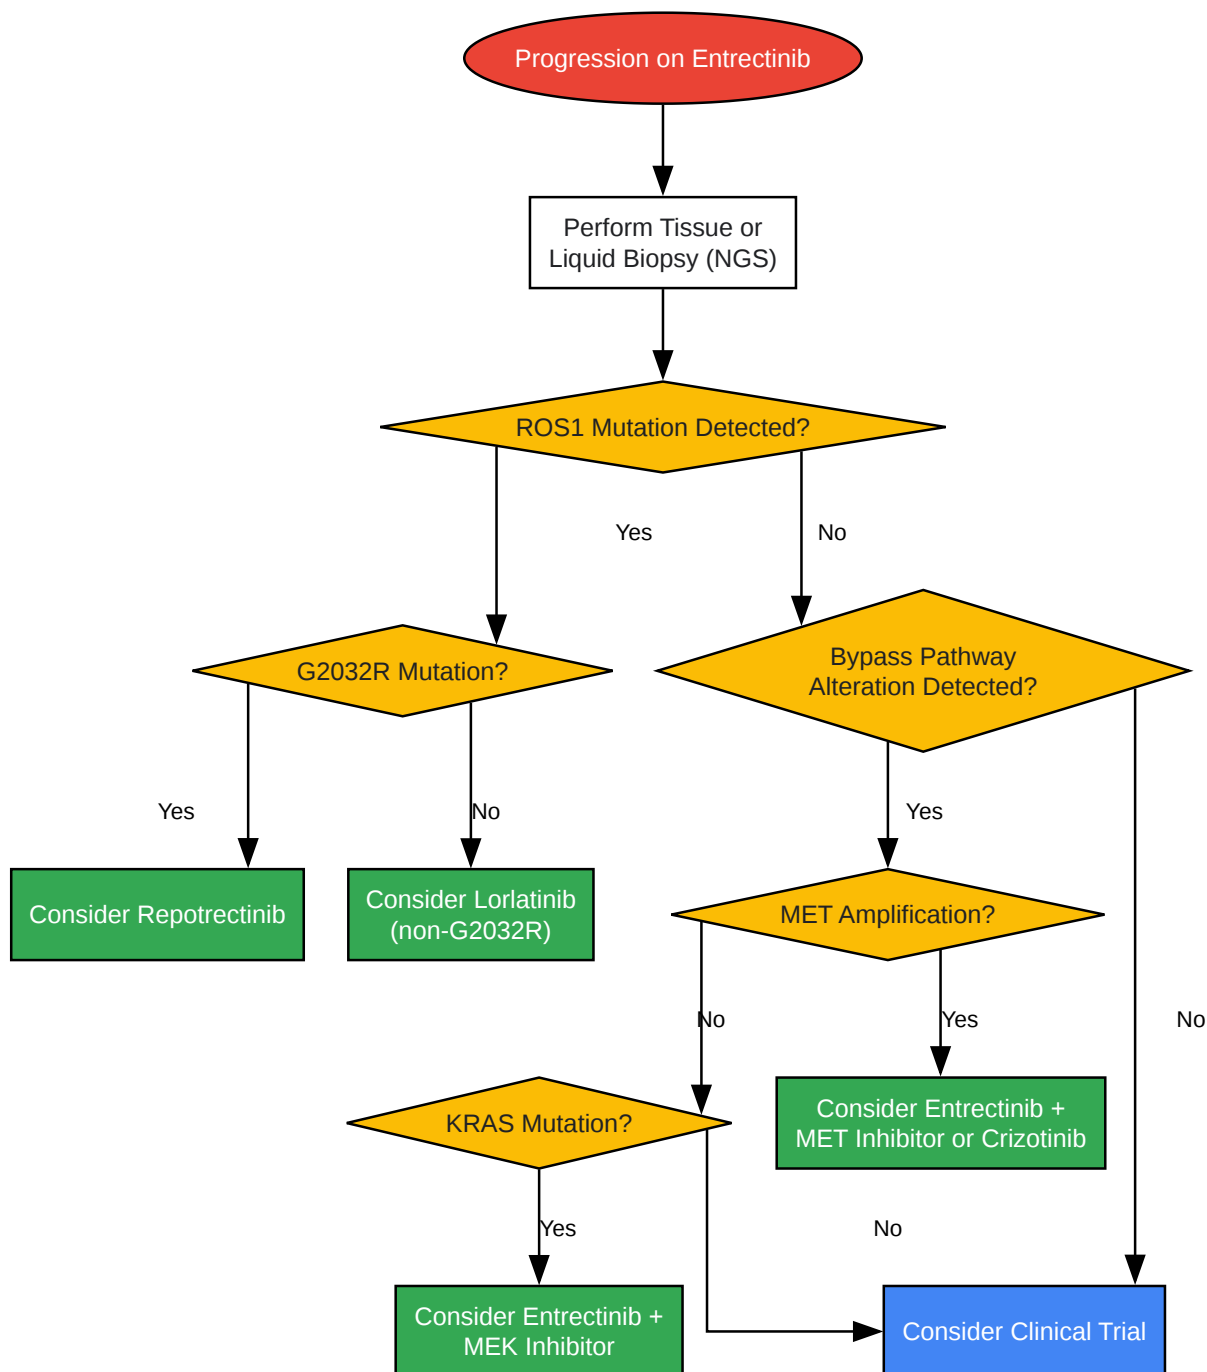 Progression on Entrectinib
Perform Tissue or
Liquid Biopsy (NGS)
ROS1 Mutation Detected?
Yes
No
G2032R Mutation?
Bypass Pathway
Alteration Detected?
Yes
No
Yes
Consider Repotrectinib
Consider Lorlatinib
(non-G2032R)
MET Amplification?
No
Yes
No
KRAS Mutation?
Consider Entrectinib +
MET Inhibitor or Crizotinib
Yes
No
Consider Entrectinib +
MEK Inhibitor
Consider Clinical Trial